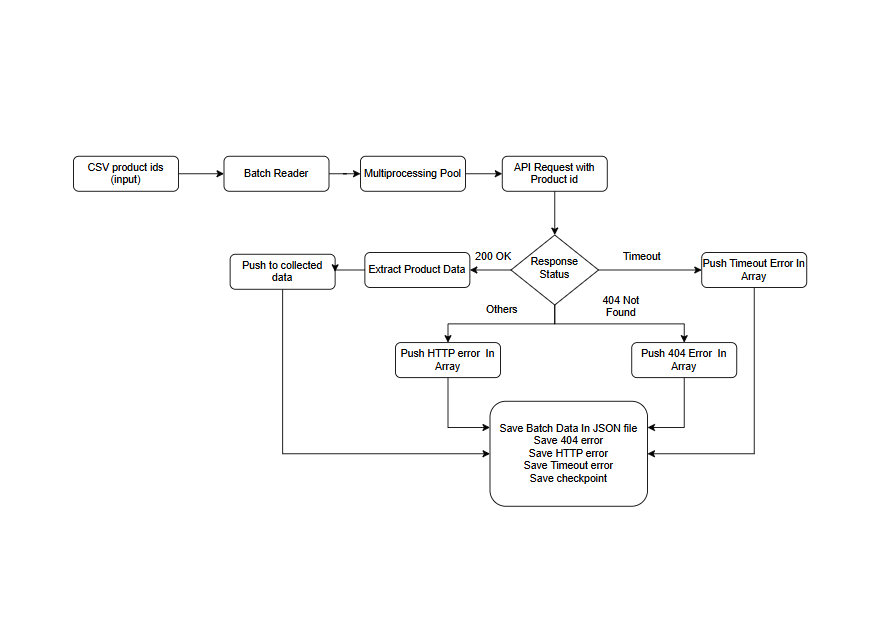 CSV product ids
(input)
Batch Reader
Multiprocessing Pool
API Request with
Product id
Response
Status
200 OK
Timeout
Others
404 Not
Found
Extract Product Data
Push to collected
data
Push Timeout Error In
Array
Push HTTP error In
Array
Push 404 Error In
Array
Save Batch Data In JSON file
Save 404 error
Save HTTP error
Save Timeout error
Save checkpoint